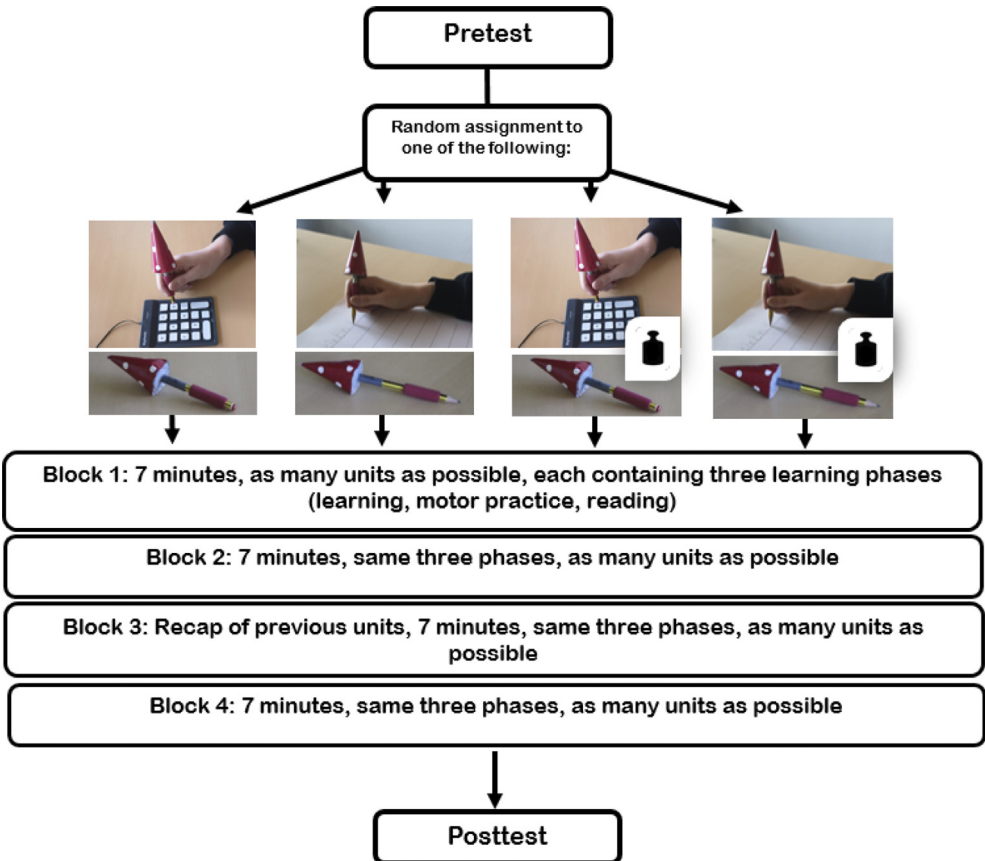 Pretest
Random assignment to
one of the following:
Block 1: 7 minutes, as many units as possible, each containing three learning phases
(learning, motor practice, reading)
Block 2: 7 minutes, same three phases, as many units as possible
Block 3: Recap of previous units, 7 minutes, same three phases, as many units as
possible
Block 4: 7 minutes, same three phases, as many units as possible
Posttest